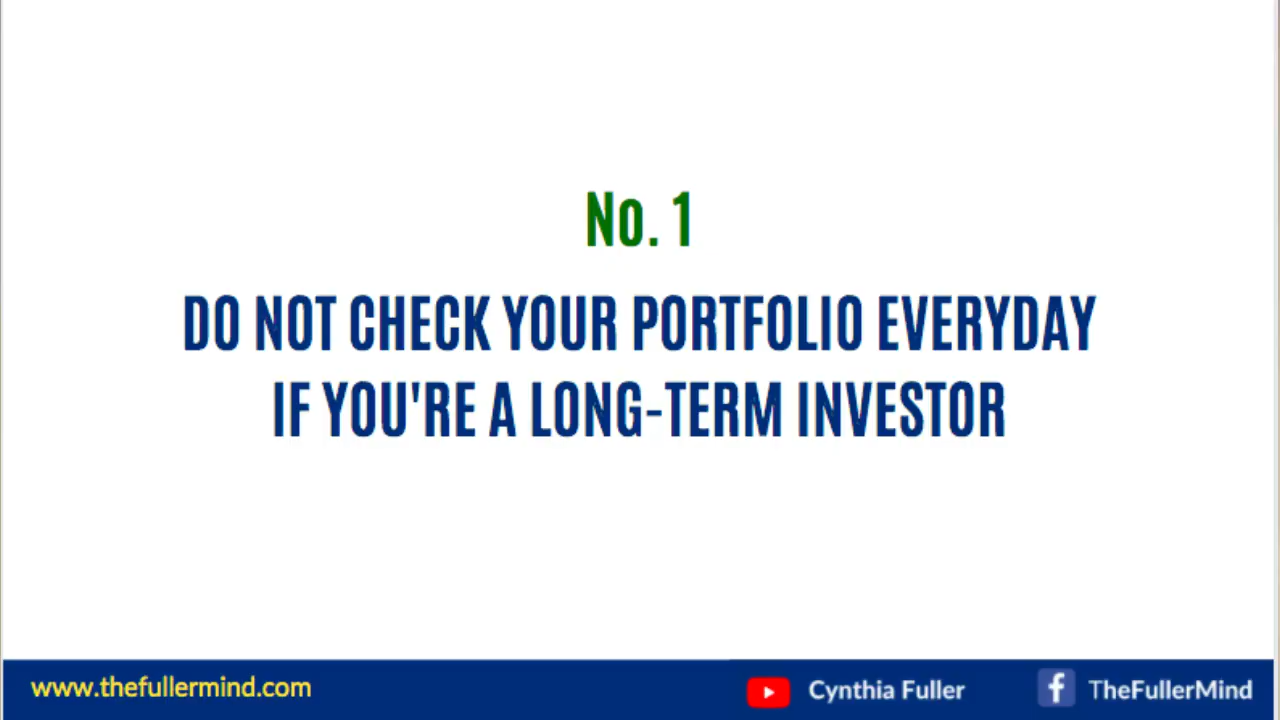 No. 1
DO NOT CHECK YOUR PORTFOLIO EVERYDAY
IF YOU'RE A LONG-TERM INVESTOR
www.thefullermind.com
Cynthia Fuller
TheFullerMind